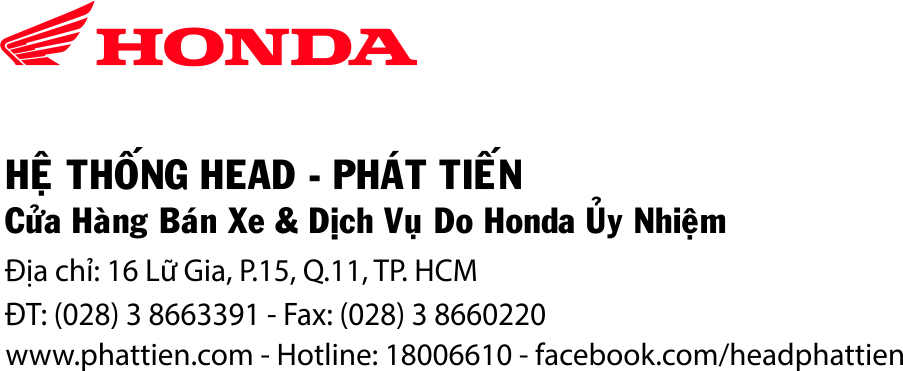 HONDA
HỆ THỐNG HEAD - PHÁT TIẾN
Cửa Hàng Bán Xe & Dịch Vụ Do Honda Ủy Nhiệm
Địa chỉ: 16 Lữ Gia, P.15, Q.11, TP. HCM
ĐT: (028) 3 8663391 - Fax: (028) 3 8660220
www.phattien.com - Hotline: 18006610 - facebook.com/headphattien